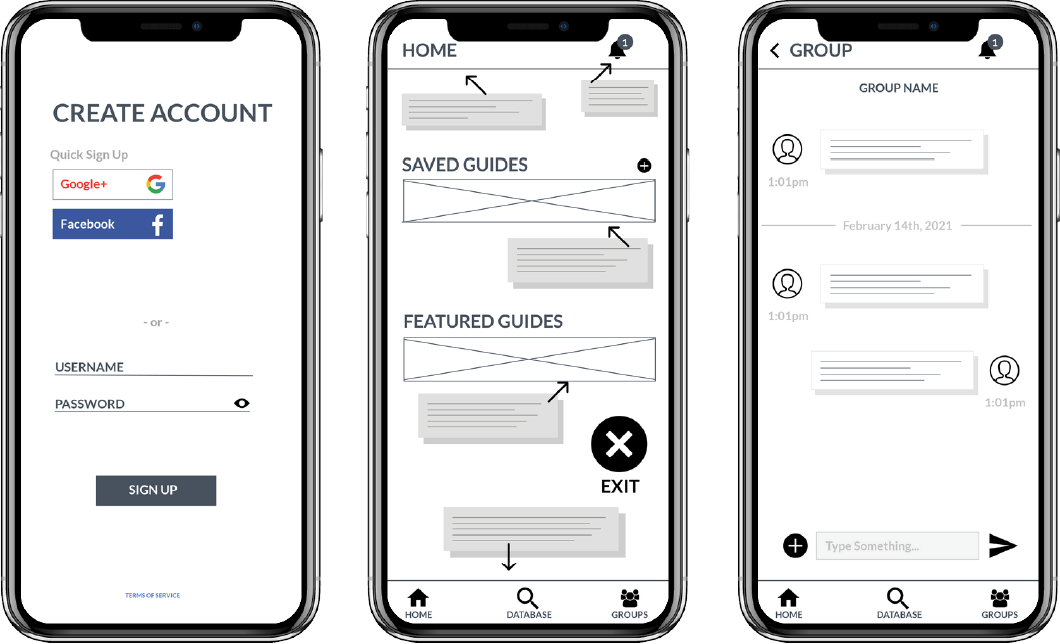 CREATE ACCOUNT
Quick Sign Up
Google+
Facebook
- or -
USERNAME
PASSWORD
SIGN UP
TERMS OF SERVICE
HOME
1
SAVED GUIDES
FEATURED GUIDES
EXIT
HOME
DATABASE
GROUPS
GROUP
1
GROUP NAME
1:01pm
February 14th, 2021
1:01pm
1:01pm
Type Something...
HOME
DATABASE
GROUPS